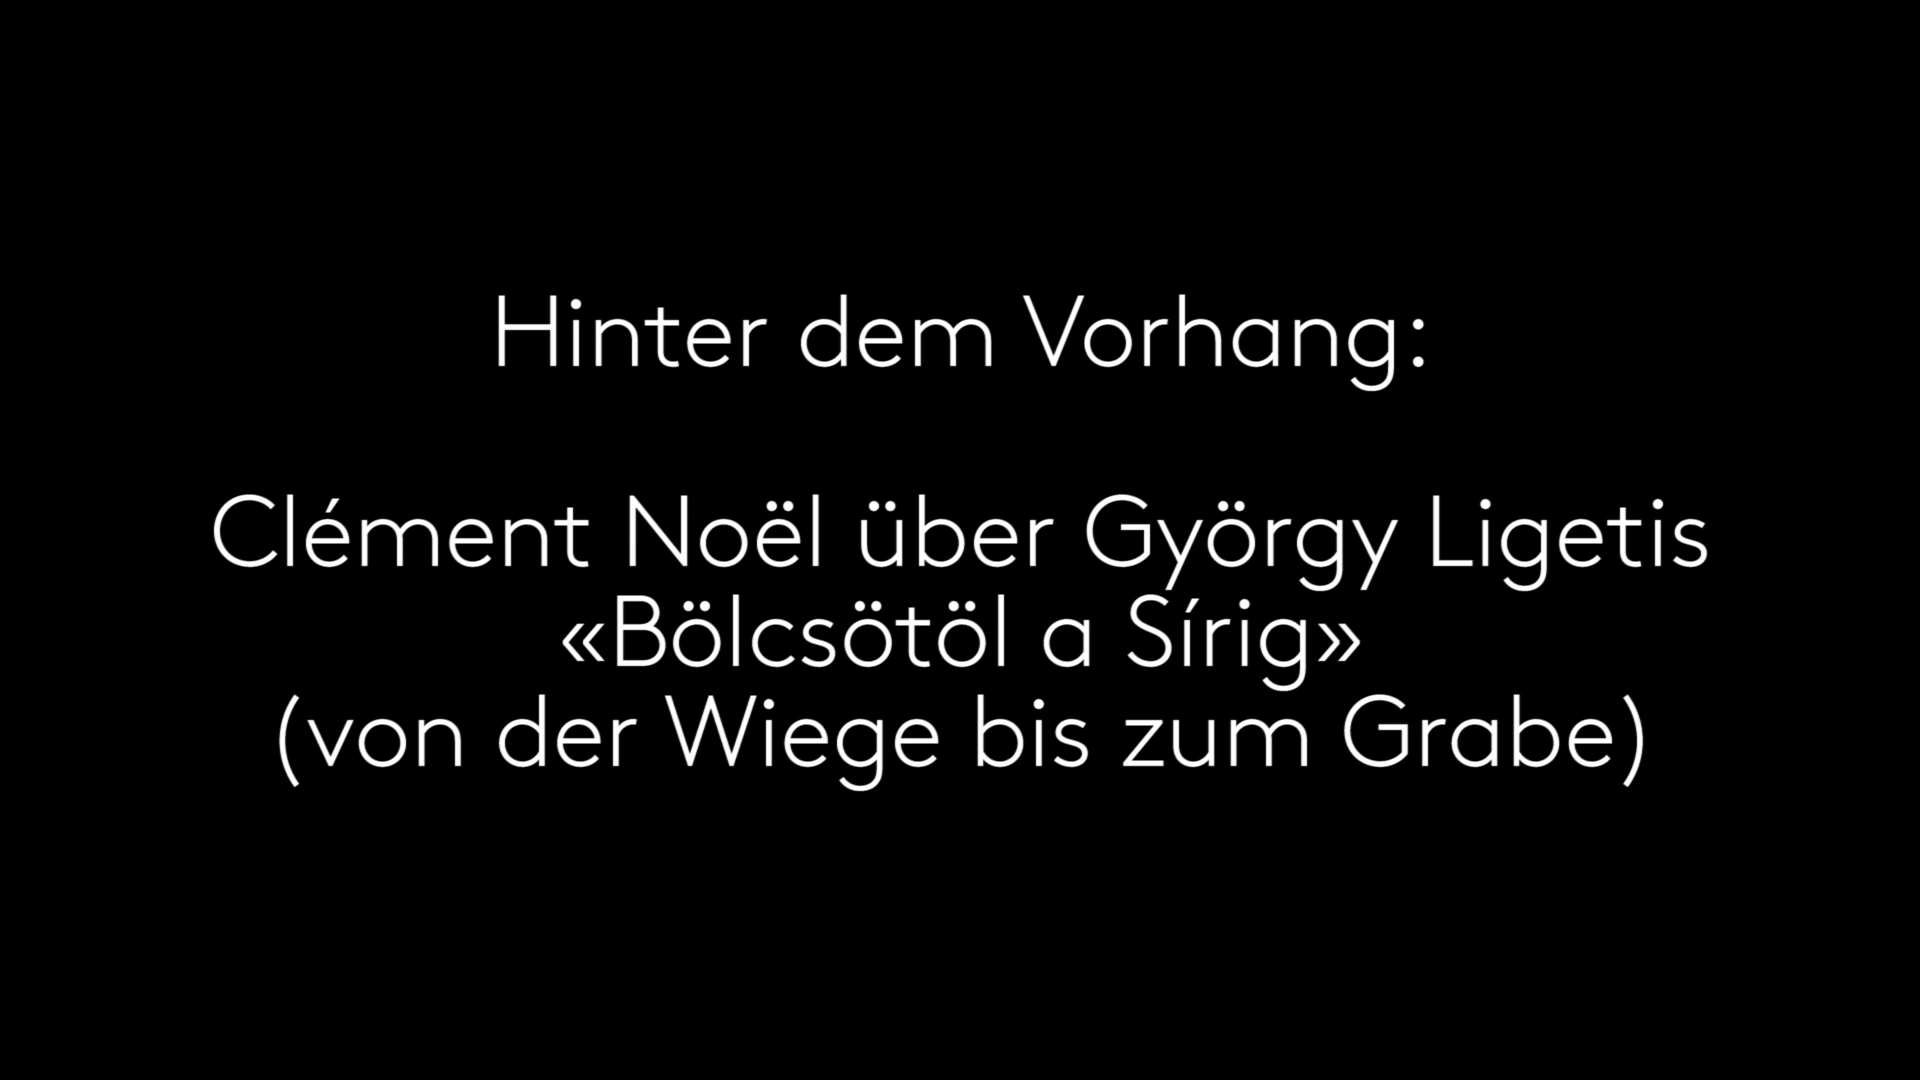 Hinter dem Vorhang:
Clément Noël über György Ligetis
«Bölcsötöl a Sírig»
(von der Wiege bis zum Grabe)